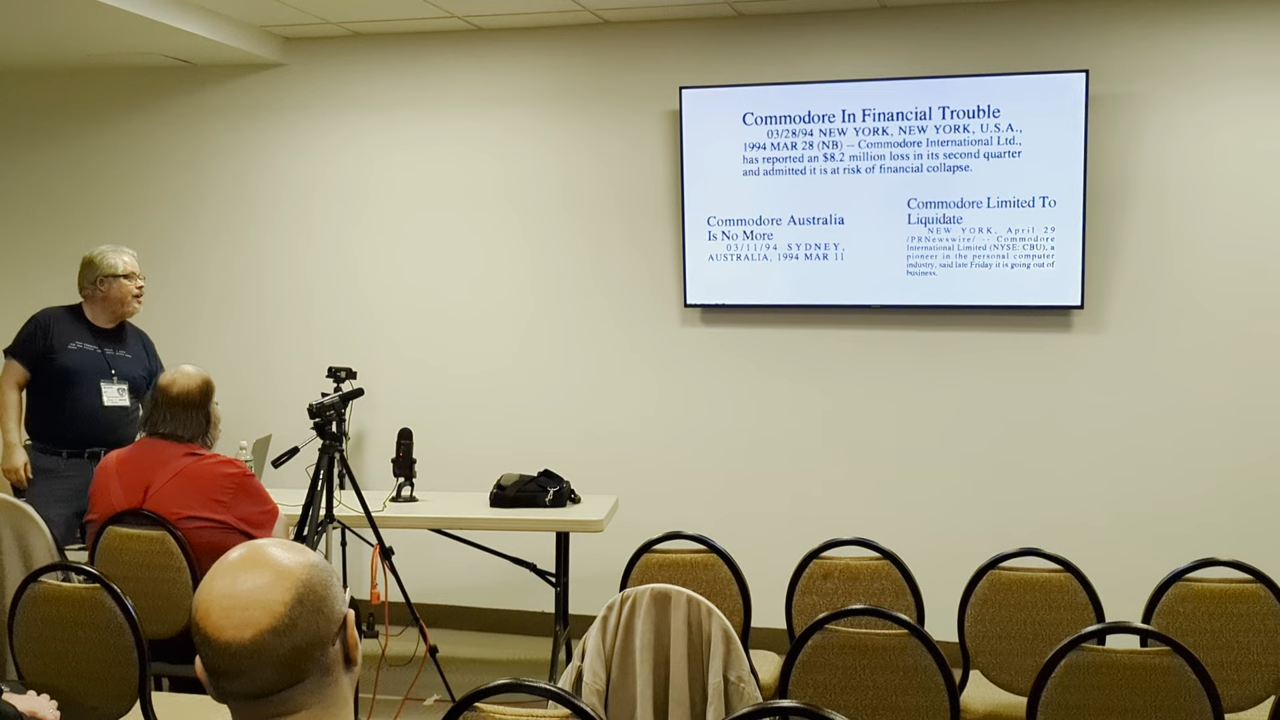 Commodore In Financial Trouble
03/28/94 NEW YORK, NEW YORK, U.S.A.,
1994 MAR 28 (NB) -- Commodore International Ltd.,
has reported an $8.2 million loss in its second quarter
and admitted it is at risk of financial collapse.
Commodore Australia
Is No More
03/11/94 SYDNEY,
AUSTRALIA, 1994 MAR 11
Commodore Limited To
Liquidate
NEW YORK, April 29
/PRNewswire/ -- Commodore
International Limited (NYSE: CBU), a
pioneer in the personal computer
industry, said late Friday it is going out of
business.